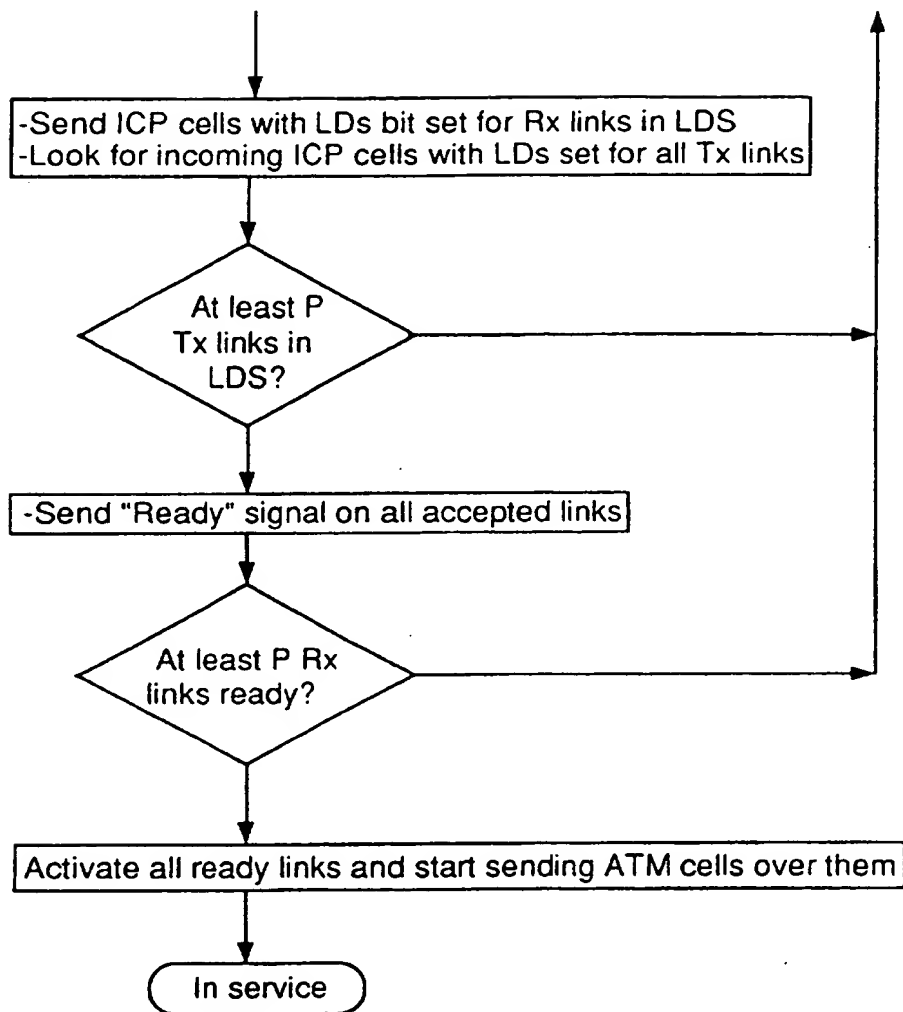 -Send ICP cells with LDs bit set for Rx links in LDS
-Look for incoming ICP cells with LDs set for all Tx links
At least P
Tx links in
LDS?
-Send "Ready" signal on all accepted links
At least P Rx
links ready?
Activate all ready links and start sending ATM cells over them
In service